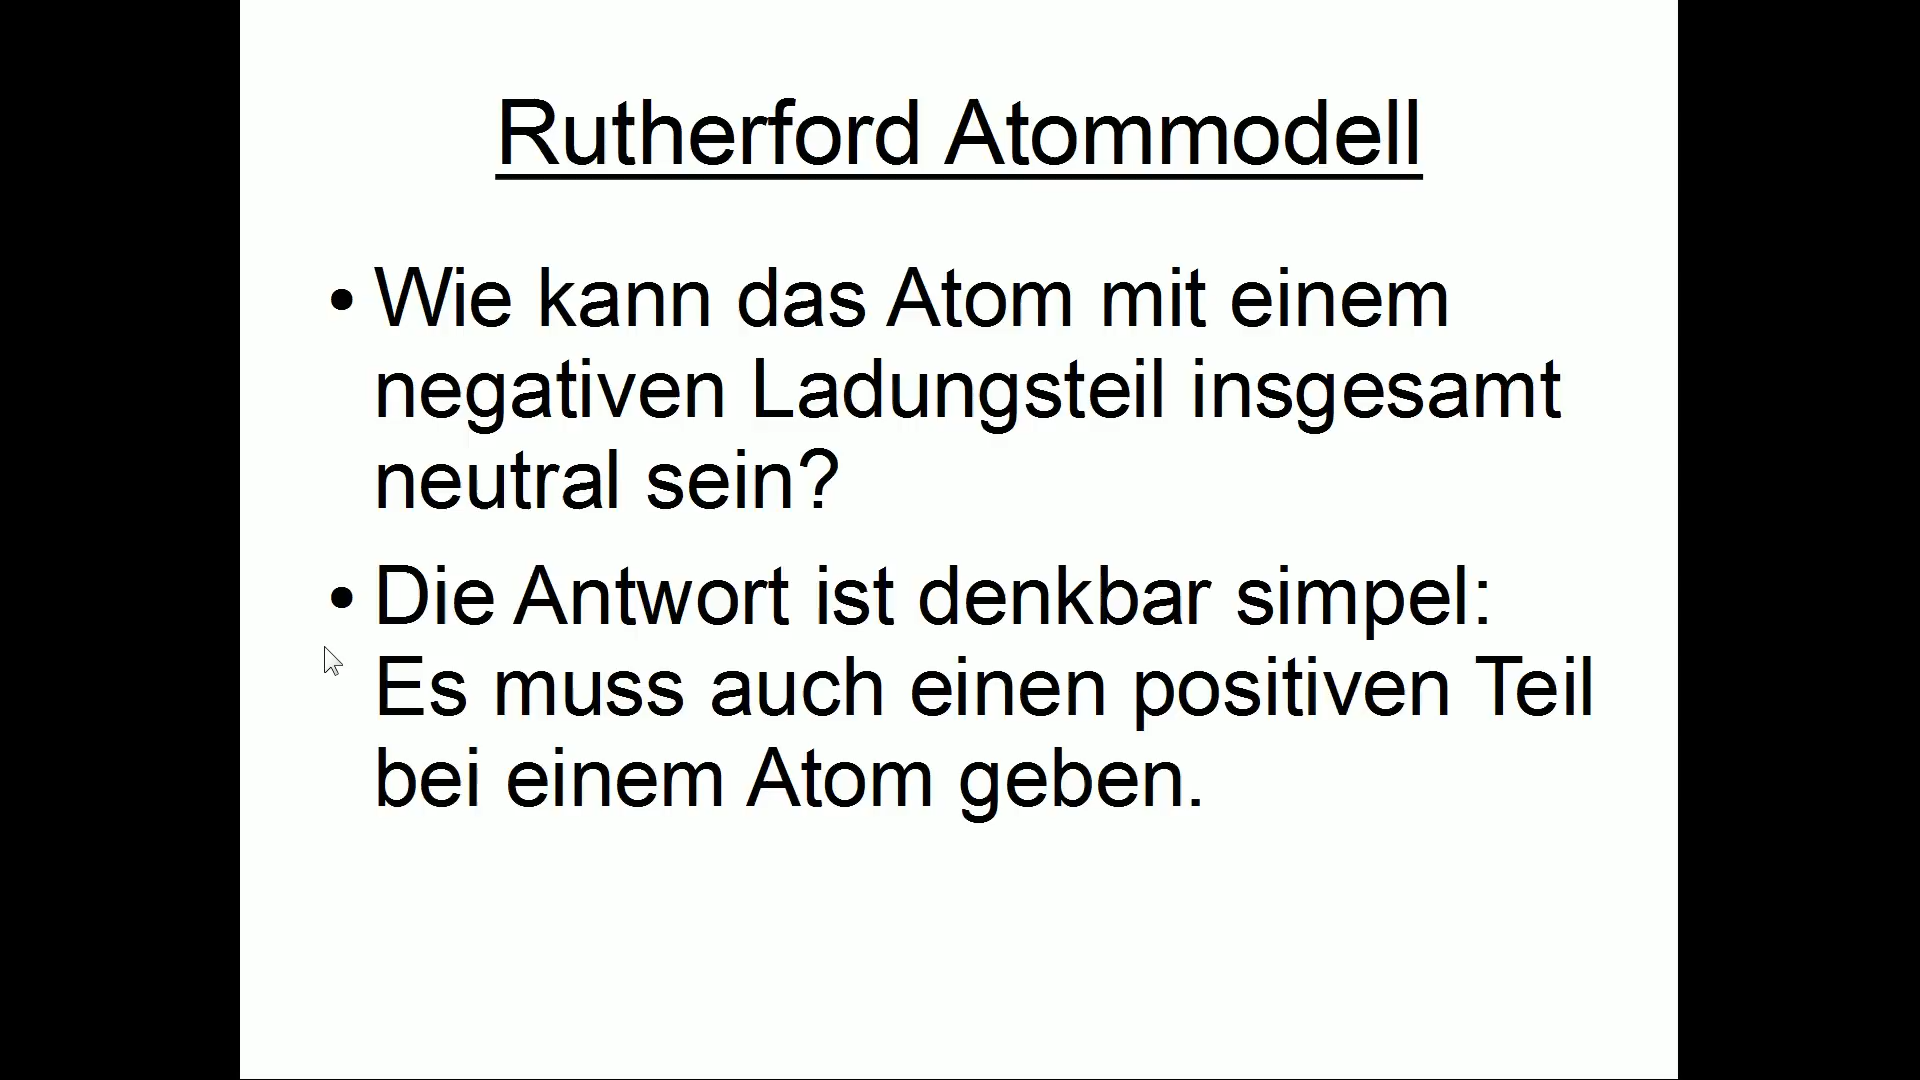 Rutherford Atommodell
• Wie kann das Atom mit einem
negativen Ladungsteil insgesamt
neutral sein?
• Die Antwort ist denkbar simpel:
Es muss auch einen positiven Teil
bei einem Atom geben.